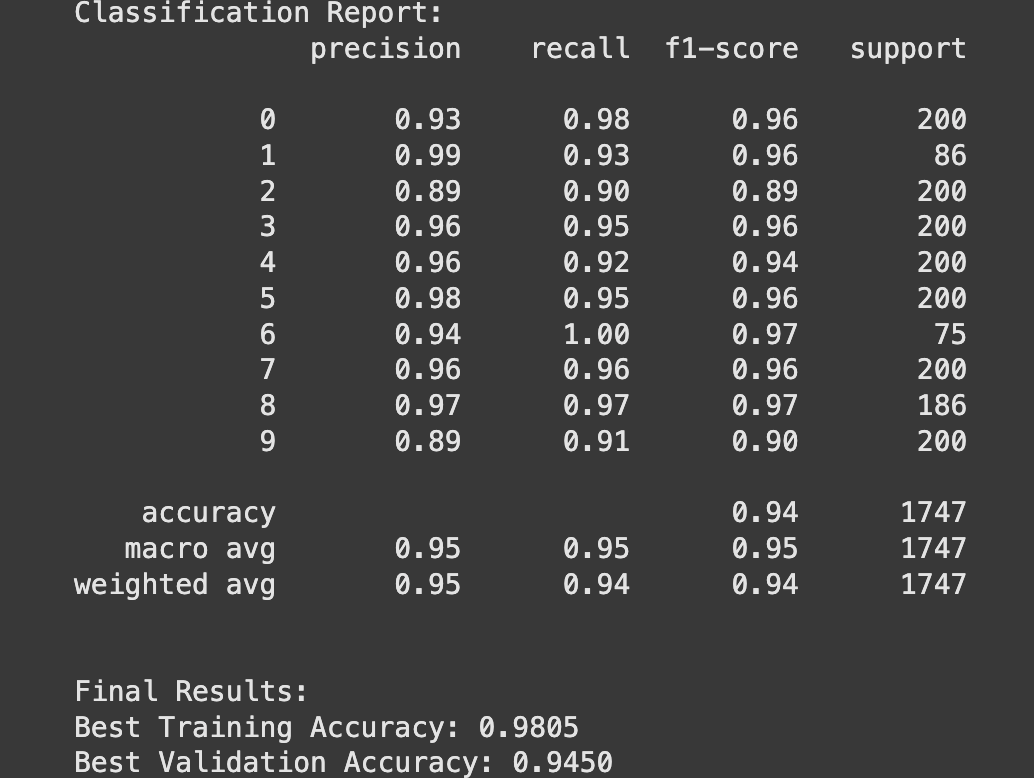 Classification Report:
precision recall f1-score support
0 0.93 0.98 0.96 200
1 0.99 0.93 0.96 86
2 0.89 0.90 0.89 200
3 0.96 0.95 0.96 200
4 0.96 0.92 0.94 200
5 0.98 0.95 0.96 200
6 0.94 1.00 0.97 75
7 0.96 0.96 0.96 200
8 0.97 0.97 0.97 186
9 0.89 0.91 0.90 200
accuracy 0.94 1747
macro avg 0.95 0.95 0.95 1747
weighted avg 0.95 0.94 0.94 1747
Final Results:
Best Training Accuracy: 0.9805
Best Validation Accuracy: 0.9450